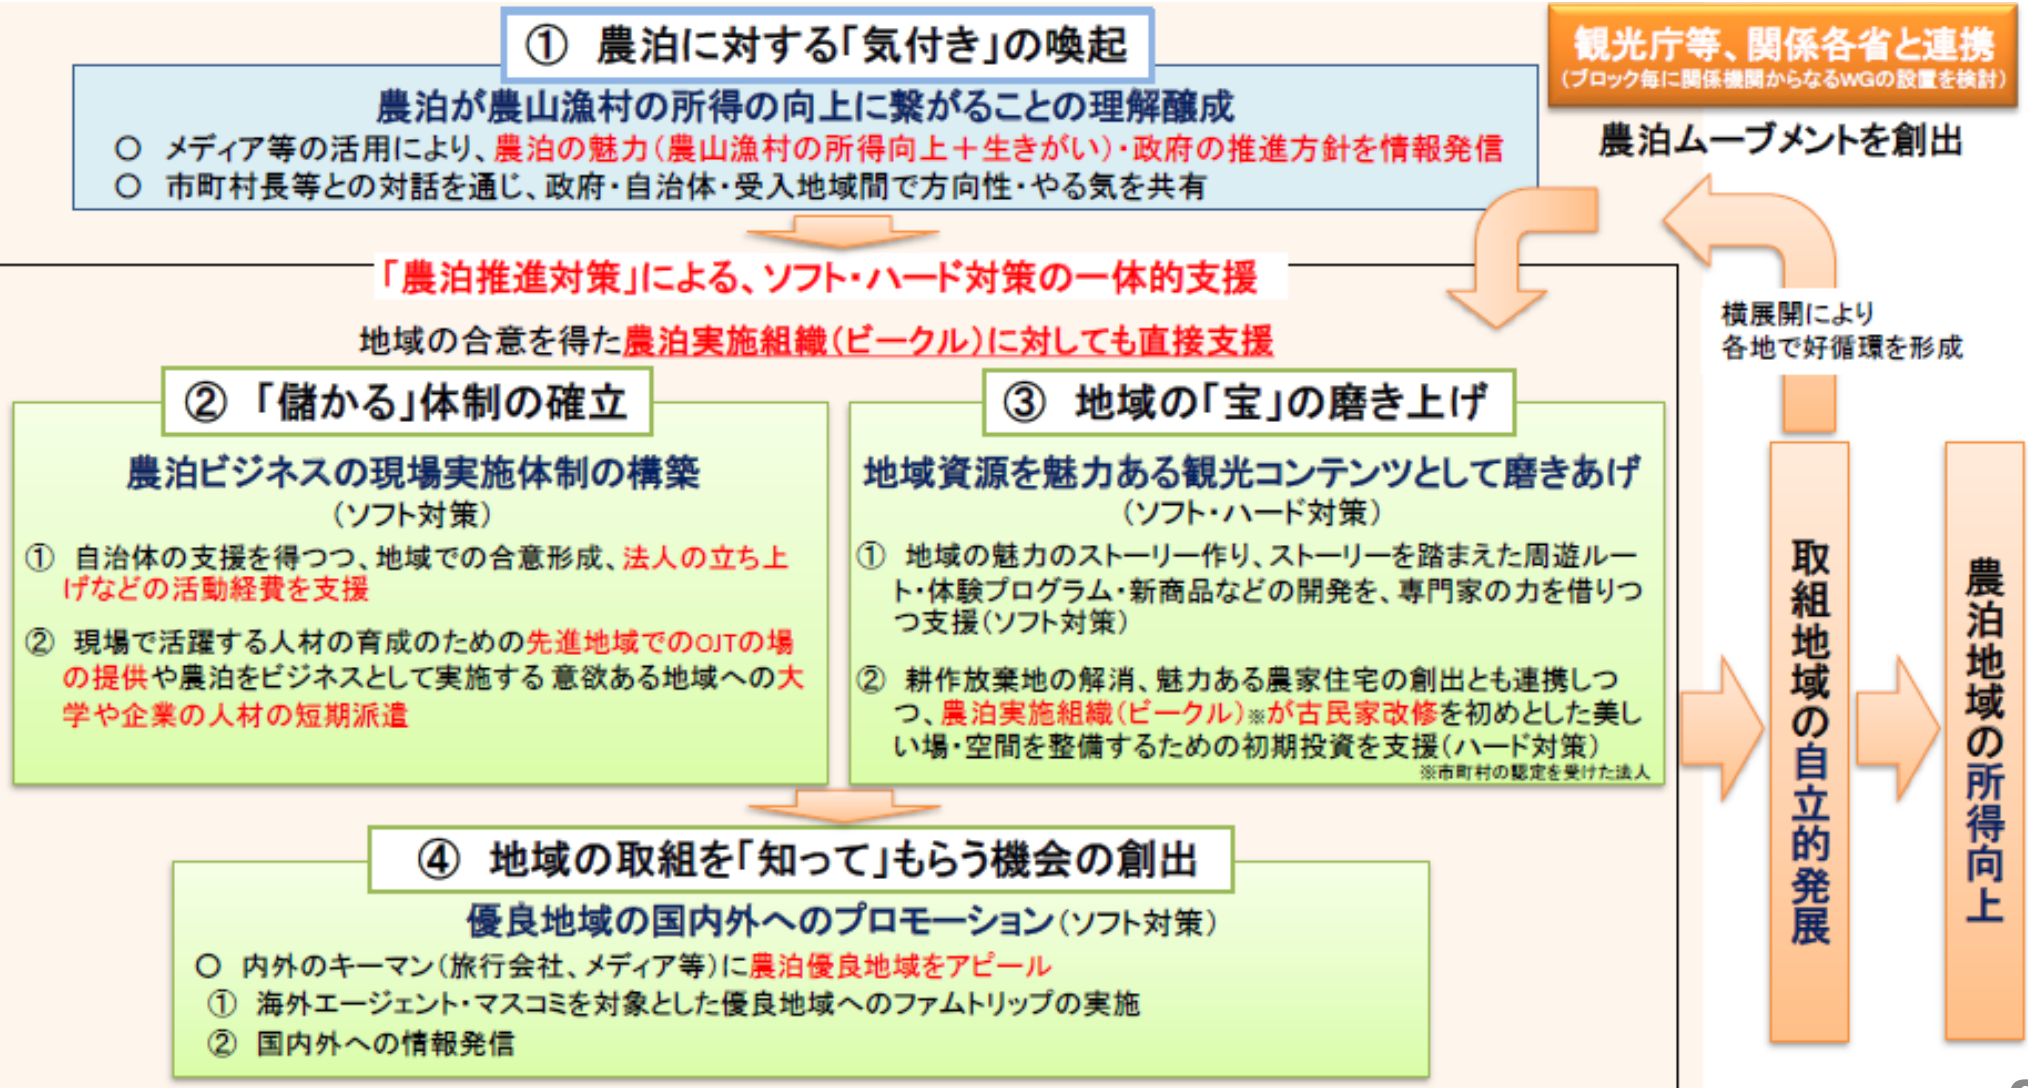 ① 農泊に対する「気付き」の喚起
農泊が農山漁村の所得の向上に繋がることの理解醸成
○ メディア等の活用により、農泊の魅力(農山漁村の所得向上＋生きがい)・政府の推進方針を情報発信
○ 市町村長等との対話を通じ、政府・自治体・受入地域間で方向性・やる気を共有
観光庁等、関係各省と連携
(ブロック毎に関係機関からなるWGの設置を検討)
農泊ムーブメントを創出
横展開により
各地で好循環を形成
「農泊推進対策」による、ソフト・ハード対策の一体的支援
地域の合意を得た農泊実施組織(ビークル)に対しても直接支援
② 「儲かる」体制の確立
農泊ビジネスの現場実施体制の構築
(ソフト対策)
① 自治体の支援を得つつ、地域での合意形成、法人の立ち上
げなどの活動経費を支援
② 現場で活躍する人材の育成のための先進地域でのOJTの場
の提供や農泊をビジネスとして実施する意欲ある地域への大
学や企業の人材の短期派遣
③ 地域の「宝」の磨き上げ
地域資源を魅力ある観光コンテンツとして磨きあげ
(ソフト・ハード対策)
① 地域の魅力のストーリー作り、ストーリーを踏まえた周遊ルー
ト・体験プログラム・新商品などの開発を、専門家の力を借りつ
つ支援(ソフト対策)
② 耕作放棄地の解消、魅力ある農家住宅の創出とも連携しつ
つ、農泊実施組織(ビークル)※が古民家改修を初めとした美し
い場・空間を整備するための初期投資を支援(ハード対策)
※市町村の認定を受けた法人
④ 地域の取組を「知って」もらう機会の創出
優良地域の国内外へのプロモーション(ソフト対策)
○ 内外のキーマン(旅行会社、メディア等)に農泊優良地域をアピール
① 海外エージェント・マスコミを対象とした優良地域へのファムトリップの実施
② 国内外への情報発信
取組地域の自立的発展
農泊地域の所得向上